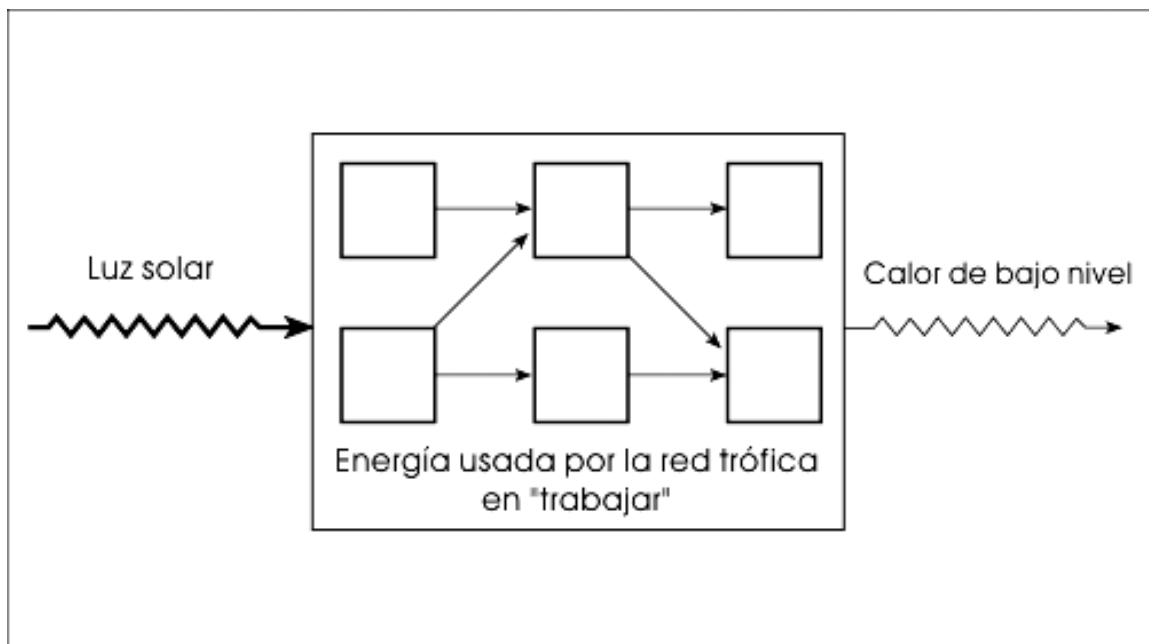 Luz solar
Calor de bajo nivel
Energía usada por la red trófica
en "trabajar"